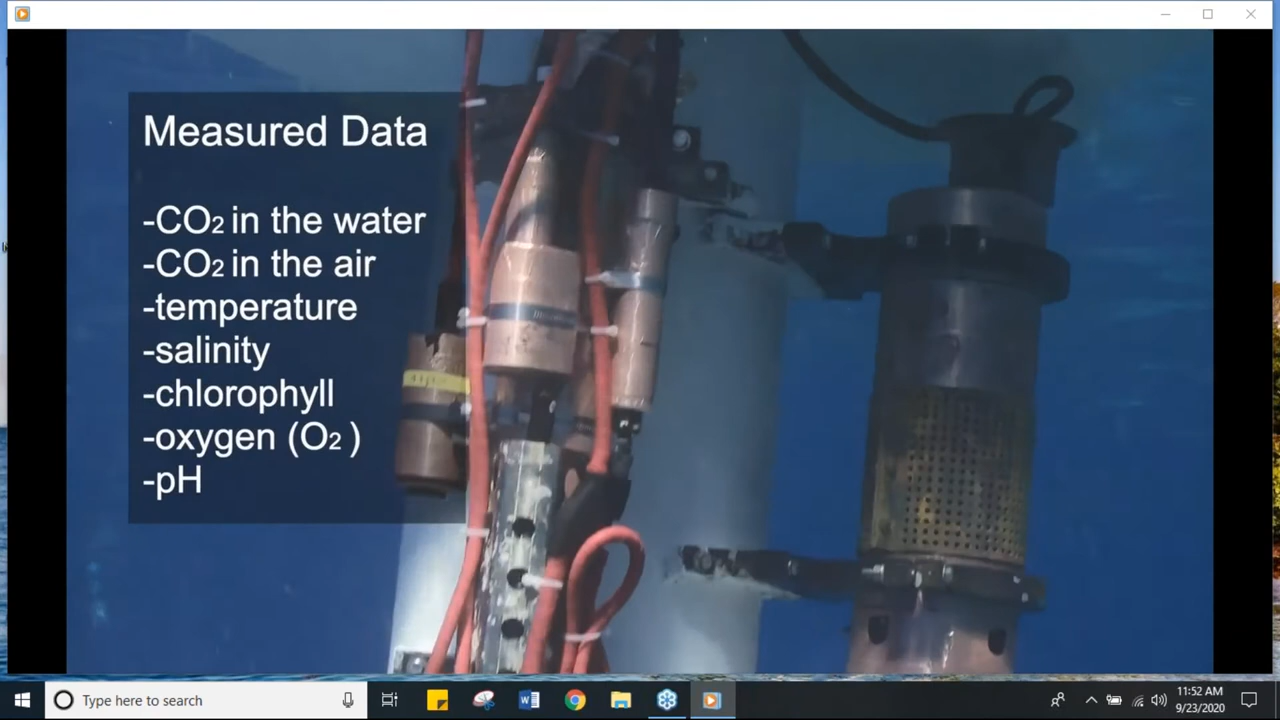 Measured Data
-CO2 in the water
-CO2 in the air
-temperature
-salinity
-chlorophyll
-oxygen (O2 )
-pH
Type here to search
11:52 AM
9/23/2020